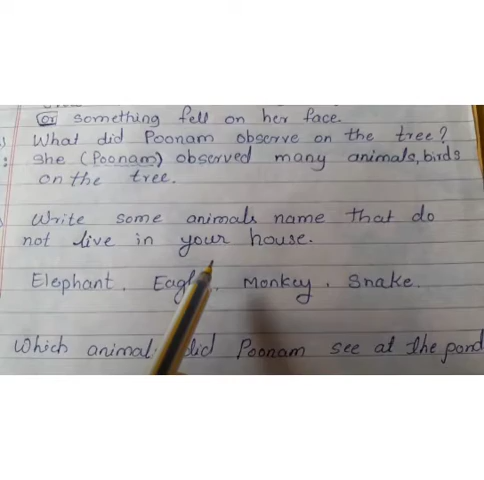 or something fell on her face.
What did Poonam observe on the tree?
She (Poonam) observed many animals, birds
on the tree.
Write some animals name that do
not live in your house.
Elephant, Eagle, Monkey, Snake.
Which animal did Poonam see at the pond